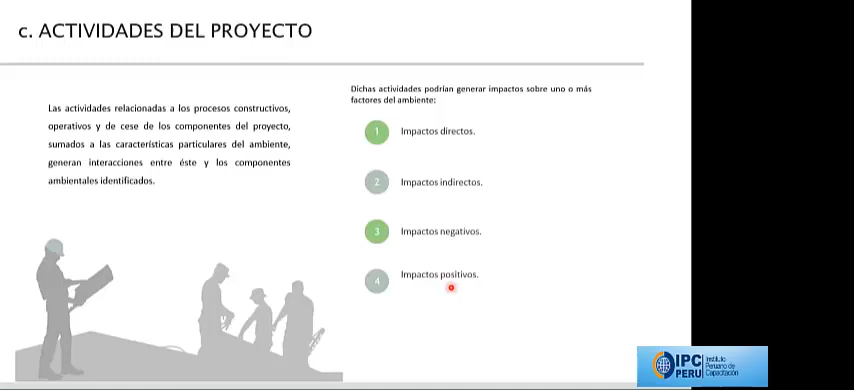 c. ACTIVIDADES DEL PROYECTO
Las actividades relacionadas a los procesos constructivos,
operativos y de cese de los componentes del proyecto,
sumados a las características particulares del ambiente,
generan interacciones entre éste y los componentes
ambientales identificados.
Dichas actividades podrían generar impactos sobre uno o más
factores del ambiente:
1 Impactos directos.
2 Impactos indirectos.
3 Impactos negativos.
4 Impactos positivos.
IPC PERU
Instituto
Peruano de
Capacitación